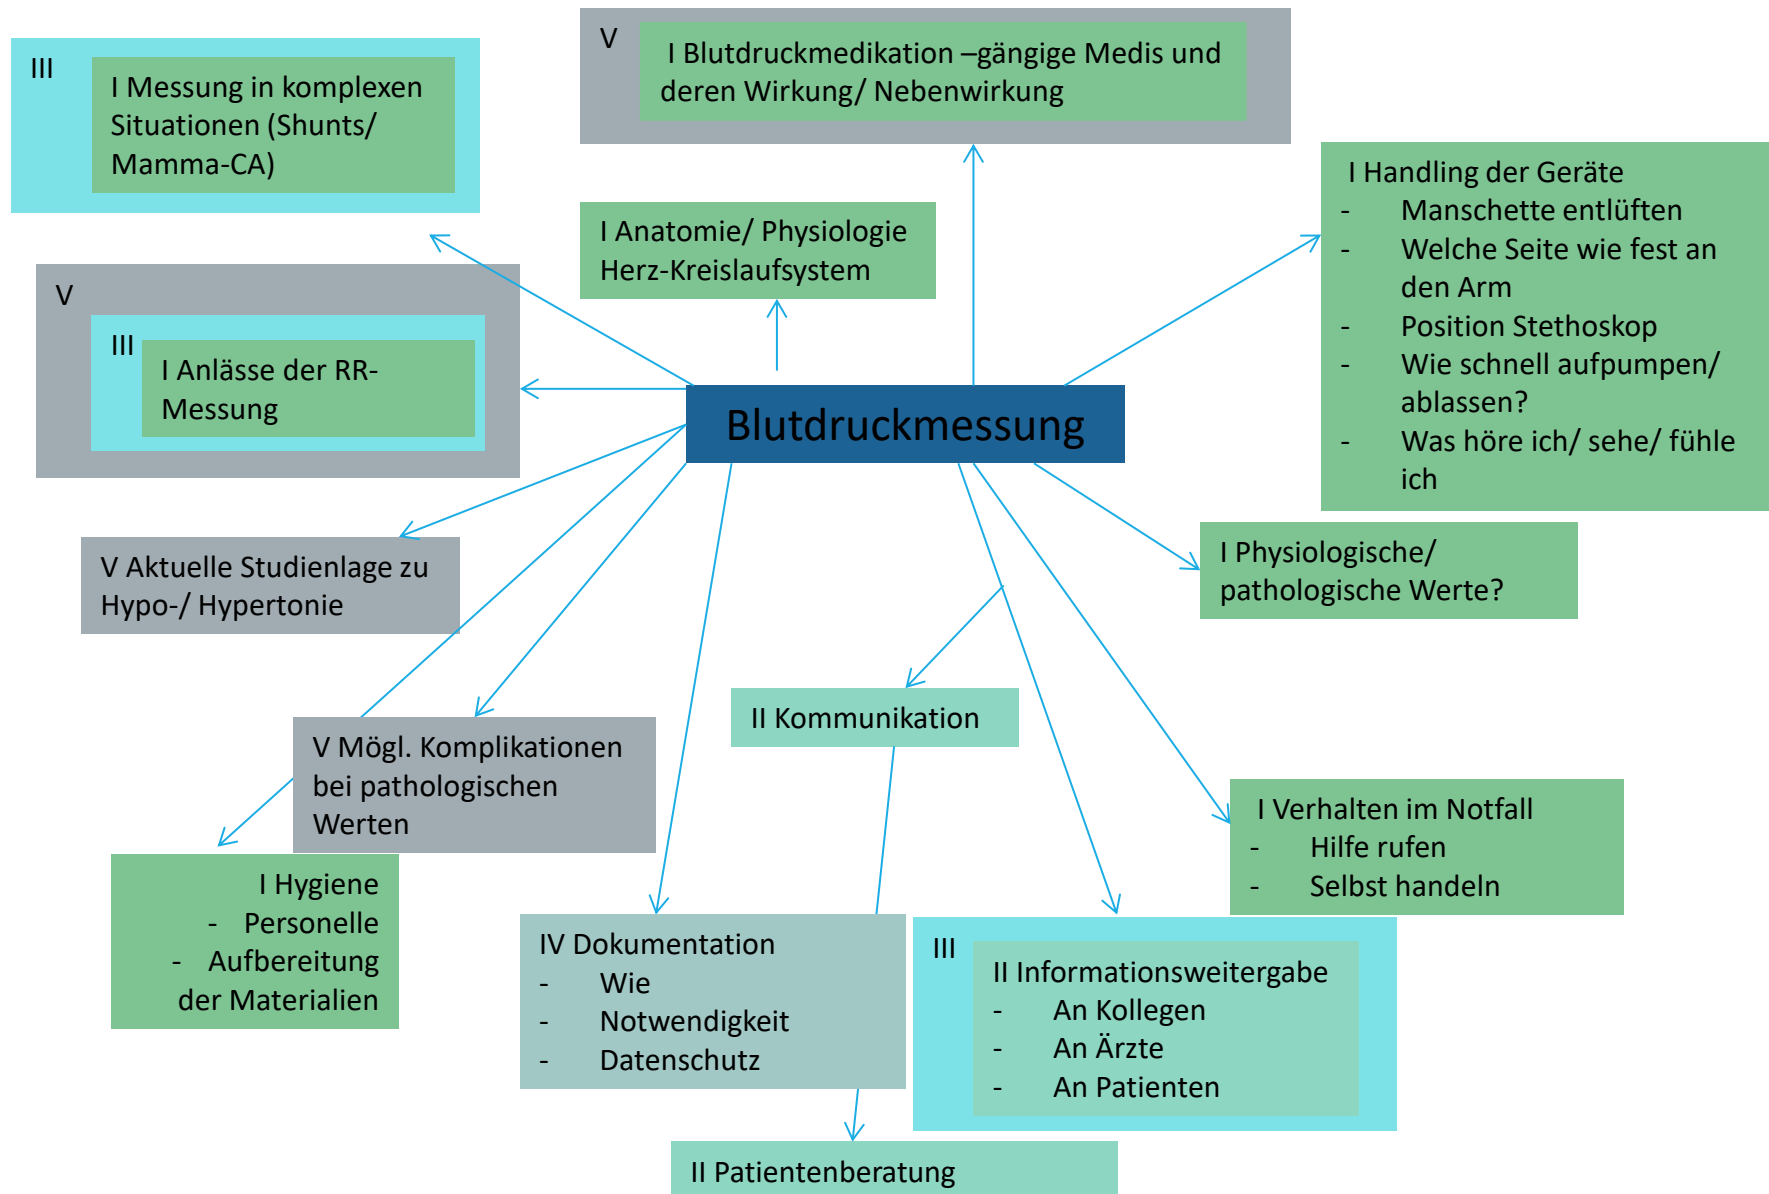 III
I Messung in komplexen
Situationen (Shunts/
Mamma-CA)
V
I Blutdruckmedikation –gängige Medis und
deren Wirkung/ Nebenwirkung
I Anatomie/ Physiologie
Herz-Kreislaufsystem
I Handling der Geräte
- Manschette entlüften
- Welche Seite wie fest an
den Arm
- Position Stethoskop
- Wie schnell aufpumpen/
ablassen?
- Was höre ich/ sehe/ fühle
ich
V
III
I Anlässe der RR-
Messung
Blutdruckmessung
V Aktuelle Studienlage zu
Hypo-/ Hypertonie
I Physiologische/
pathologische Werte?
V Mögl. Komplikationen
bei pathologischen
Werten
II Kommunikation
I Verhalten im Notfall
- Hilfe rufen
- Selbst handeln
I Hygiene
- Personelle
- Aufbereitung
der Materialien
IV Dokumentation
- Wie
- Notwendigkeit
- Datenschutz
III
II Informationsweitergabe
- An Kollegen
- An Ärzte
- An Patienten
II Patientenberatung